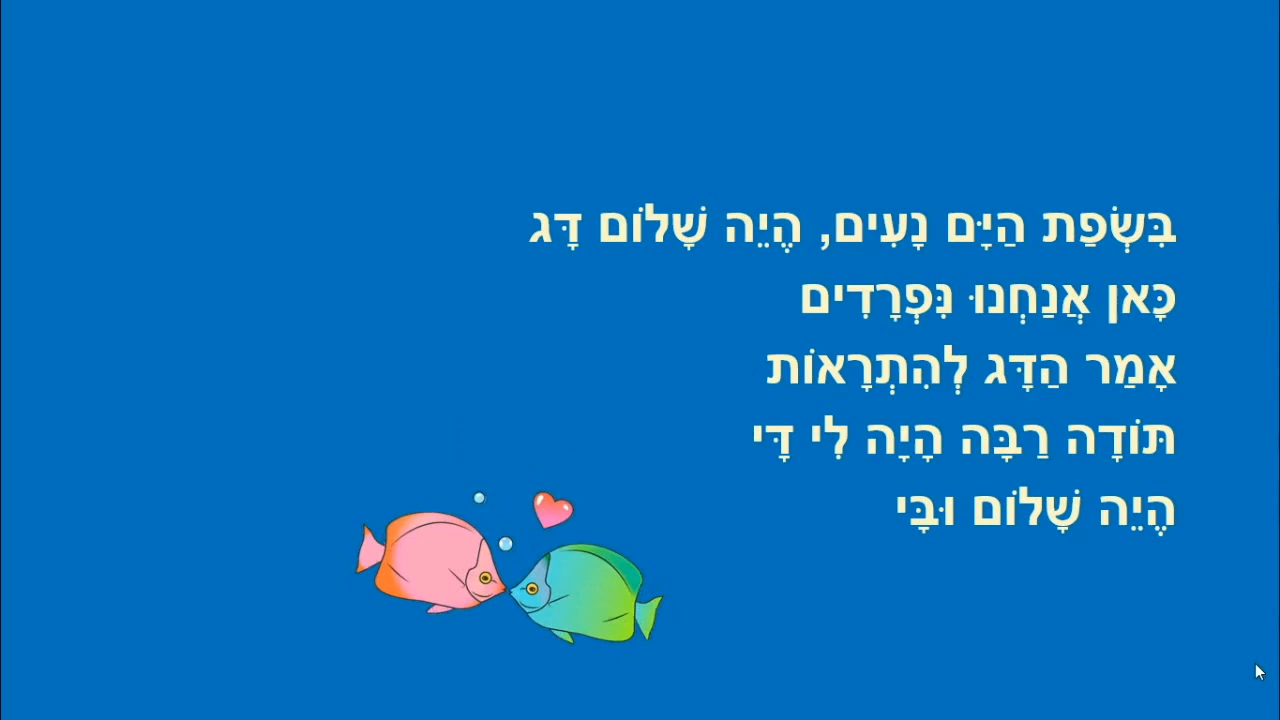 בִּשְׂפַת הַיָּם נָעִים, הֱיֵה שָׁלוֹם דָּג
כָּאן אֲנַחְנוּ נִּפְרָדִים
אָמַר הַדָּג לְהִתְרָאוֹת
תּוֹדָה רַבָּה הָיָה לִי דָּי
הֱיֵה שָׁלוֹם וּבָּי